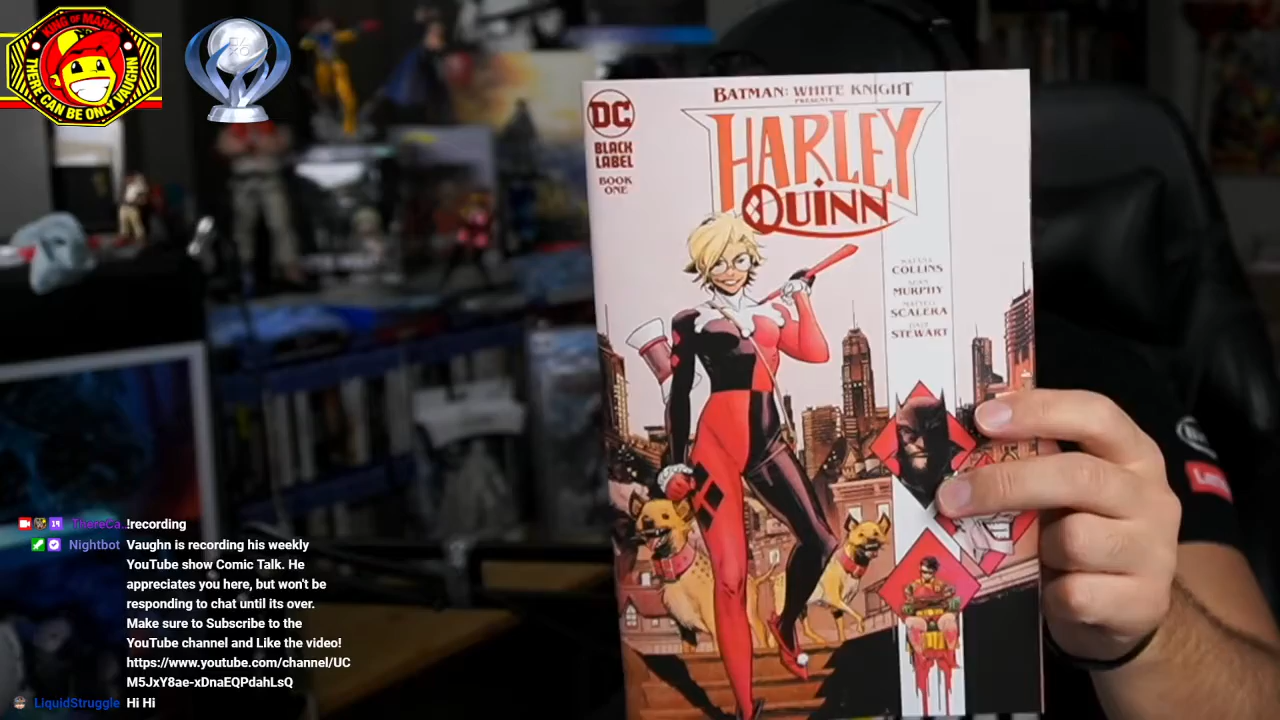 KING OF MARKS
THERE CAN BE ONLY VAUGHN
BATMAN: WHITE KNIGHT
PRESENTS
HARLEY
QUINN
DC
BLACK
LABEL
BOOK
ONE
COLLINS
MURPHY
SCALERA
STEWART
ThereCa.. !recording
Nightbot Vaughn is recording his weekly
YouTube show Comic Talk. He
appreciates you here, but won't be
responding to chat until its over.
Make sure to Subscribe to the
YouTube channel and Like the video!
https://www.youtube.com/channel/UC
M5JxY8ae-xDnaEQPdahLsQ
LiquidStruggle Hi Hi